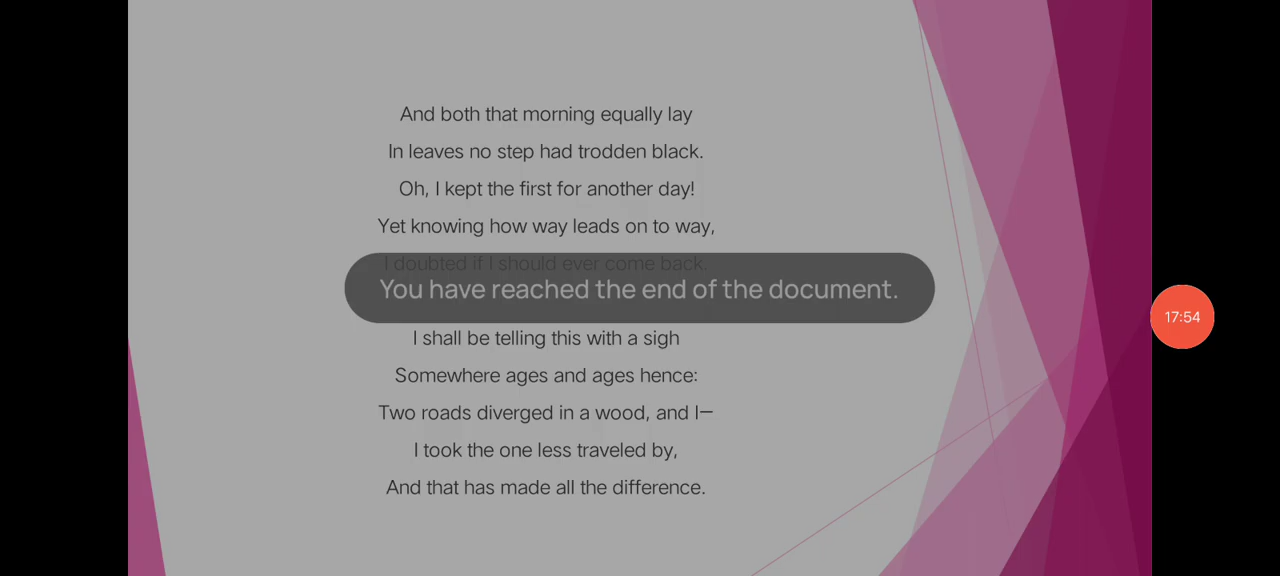 And both that morning equally lay
In leaves no step had trodden black.
Oh, I kept the first for another day!
Yet knowing how way leads on to way,
I doubted if I should ever come back.
You have reached the end of the document.
I shall be telling this with a sigh
Somewhere ages and ages hence:
Two roads diverged in a wood, and I—
I took the one less traveled by,
And that has made all the difference.
17:54